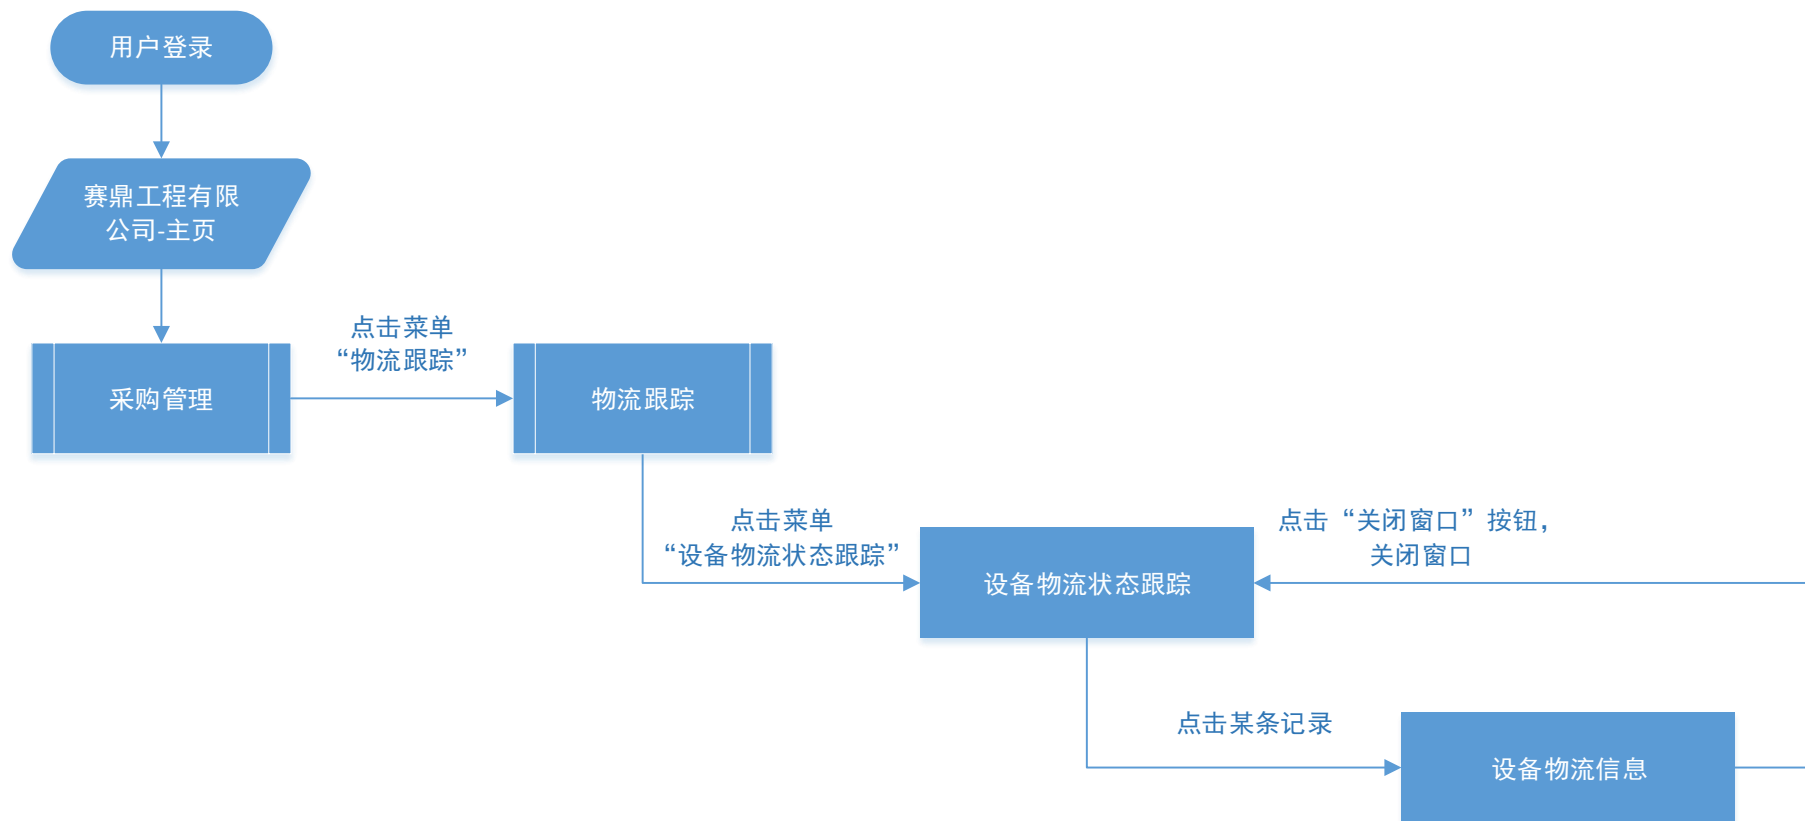 用户登录
赛鼎工程有限
公司-主页
点击菜单
“物流跟踪”
采购管理
物流跟踪
点击菜单
“设备物流状态跟踪”
点击“关闭窗口”按钮，
关闭窗口
设备物流状态跟踪
点击某条记录
设备物流信息